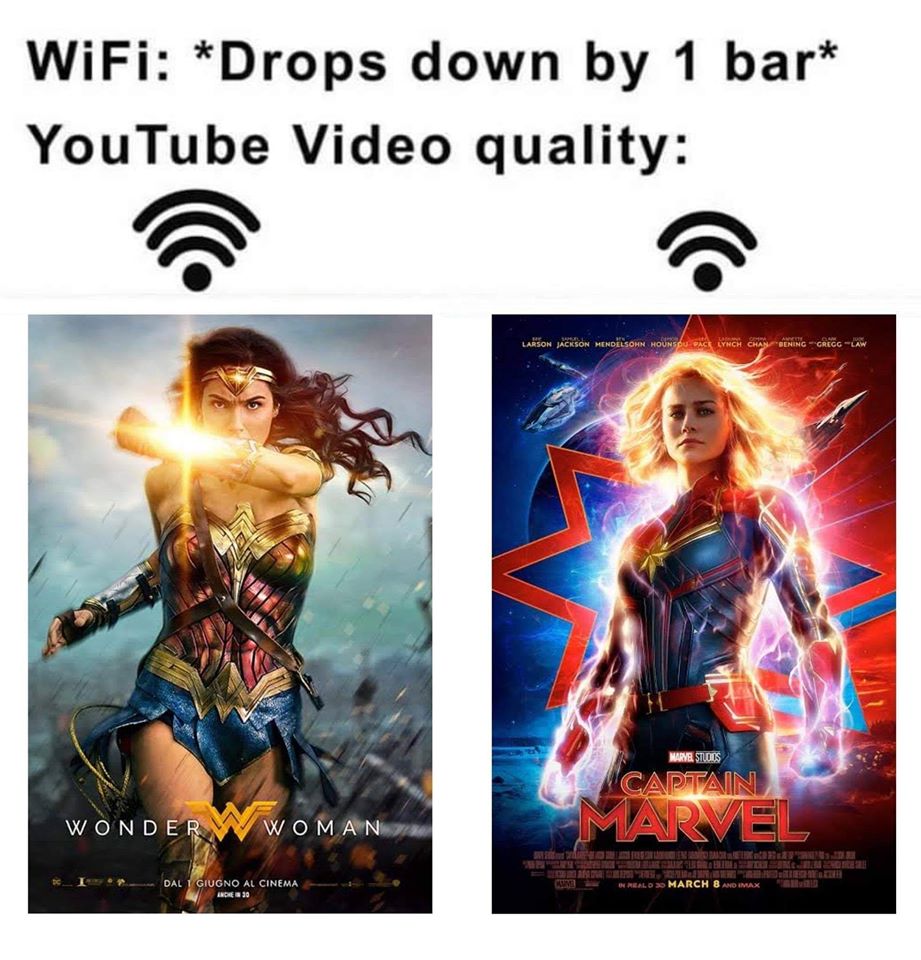 WiFi: *Drops down by 1 bar*
YouTube Video quality:
WONDER W WOMAN
DAL 1 GIUGNO AL CINEMA
ANCHE IN 3D
LARSON JACKSON MENDELSOHN HOUNSOU PACE LYNCH CHAN BENING GREGG LAW
MARVEL STUDIOS
CAPTAIN
MARVEL
IN REAL D 3D MARCH 8 AND IMAX